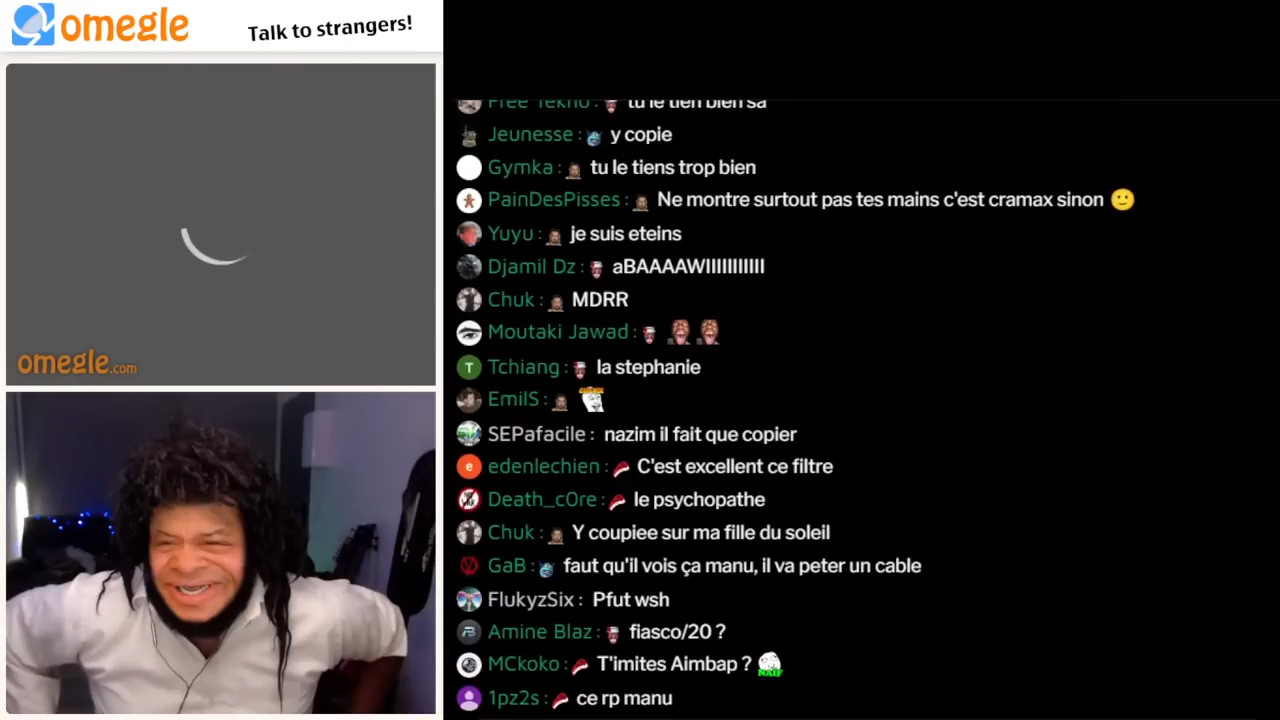 omegle
Talk to strangers!
omegle.com
Free Tekno : tu le tien bien sa
Jeunesse : y copie
Gymka : tu le tiens trop bien
PainDesPisses : Ne montre surtout pas tes mains c'est cramax sinon 🙂
Yuyu : je suis eteins
Djamil Dz : aBAAAAWIIIIIIIIIII
Chuk : MDRR
Moutaki Jawad :
T Tchiang : la stephanie
EmilS :
SEPafacile : nazim il fait que copier
e edenlechien : C'est excellent ce filtre
Death_c0re : le psychopathe
Chuk : Y coupiee sur ma fille du soleil
GaB : faut qu'il vois ça manu, il va peter un cable
FlukyzSix : Pfut wsh
Amine Blaz : fiasco/20 ?
MCkoko : T'imites Aimbap ? NAIF
1pz2s : ce rp manu